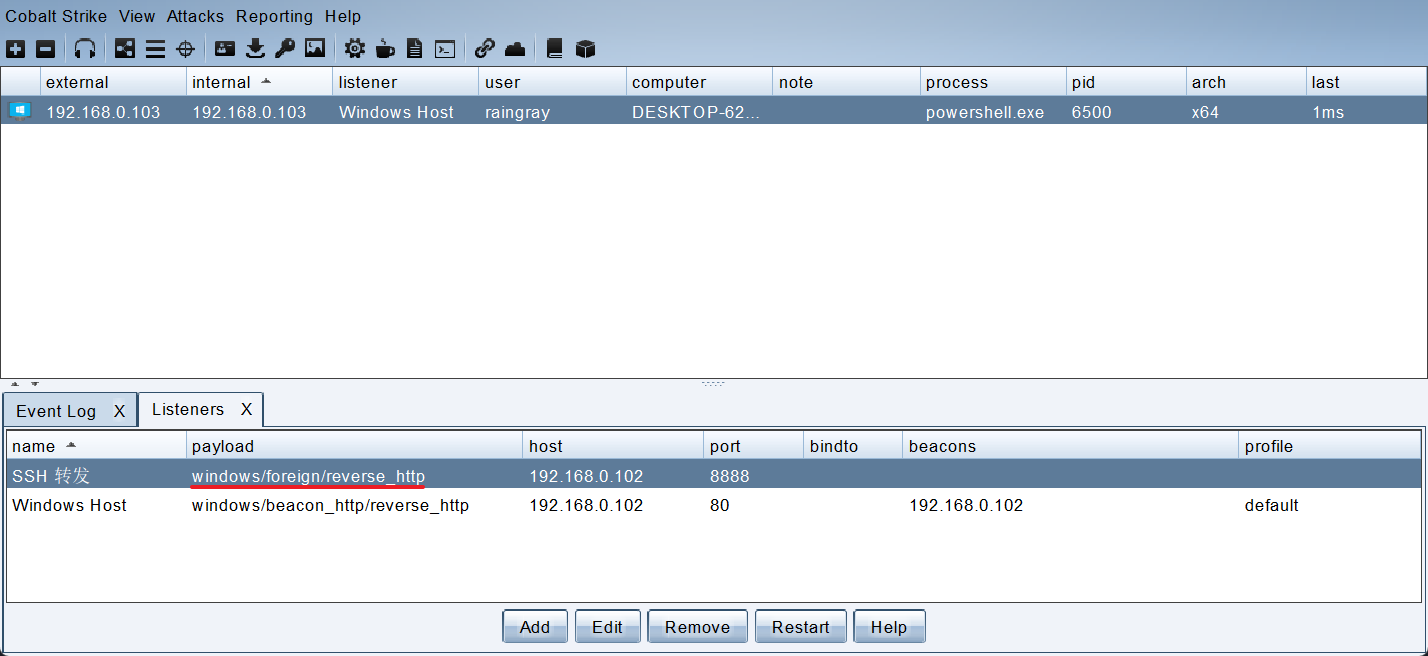 Cobalt Strike View Attacks Reporting Help
external internal listener user computer note process pid arch last
192.168.0.103 192.168.0.103 Windows Host raingray DESKTOP-62... powershell.exe 6500 x64 1ms
Event Log X Listeners X
name payload host port bindto beacons profile
SSH 转发 windows/foreign/reverse_http 192.168.0.102 8888
Windows Host windows/beacon_http/reverse_http 192.168.0.102 80 192.168.0.102 default
Add Edit Remove Restart Help